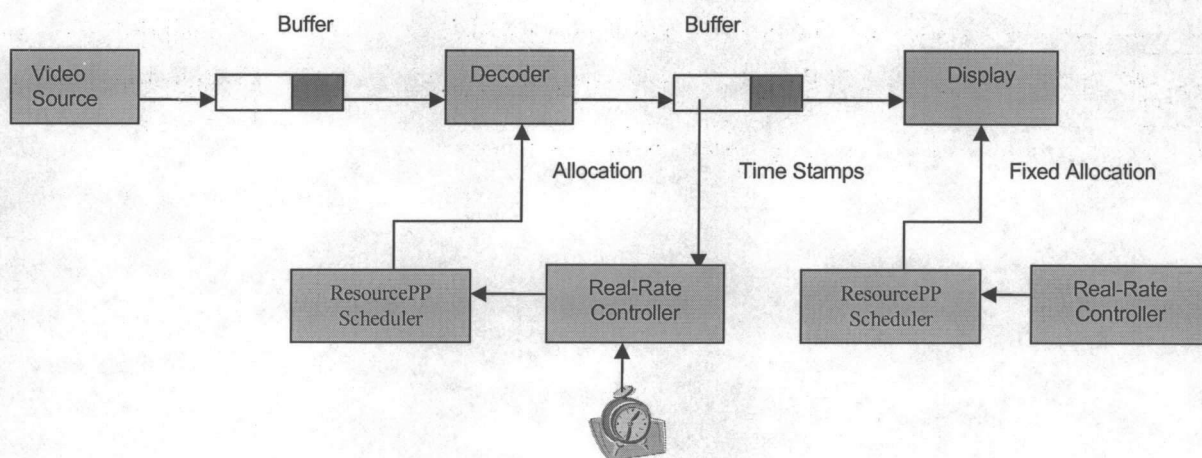 Buffer
Buffer
Video
Source
Decoder
Display
Allocation
Time Stamps
Fixed Allocation
ResourcePP
Scheduler
Real-Rate
Controller
ResourcePP
Scheduler
Real-Rate
Controller